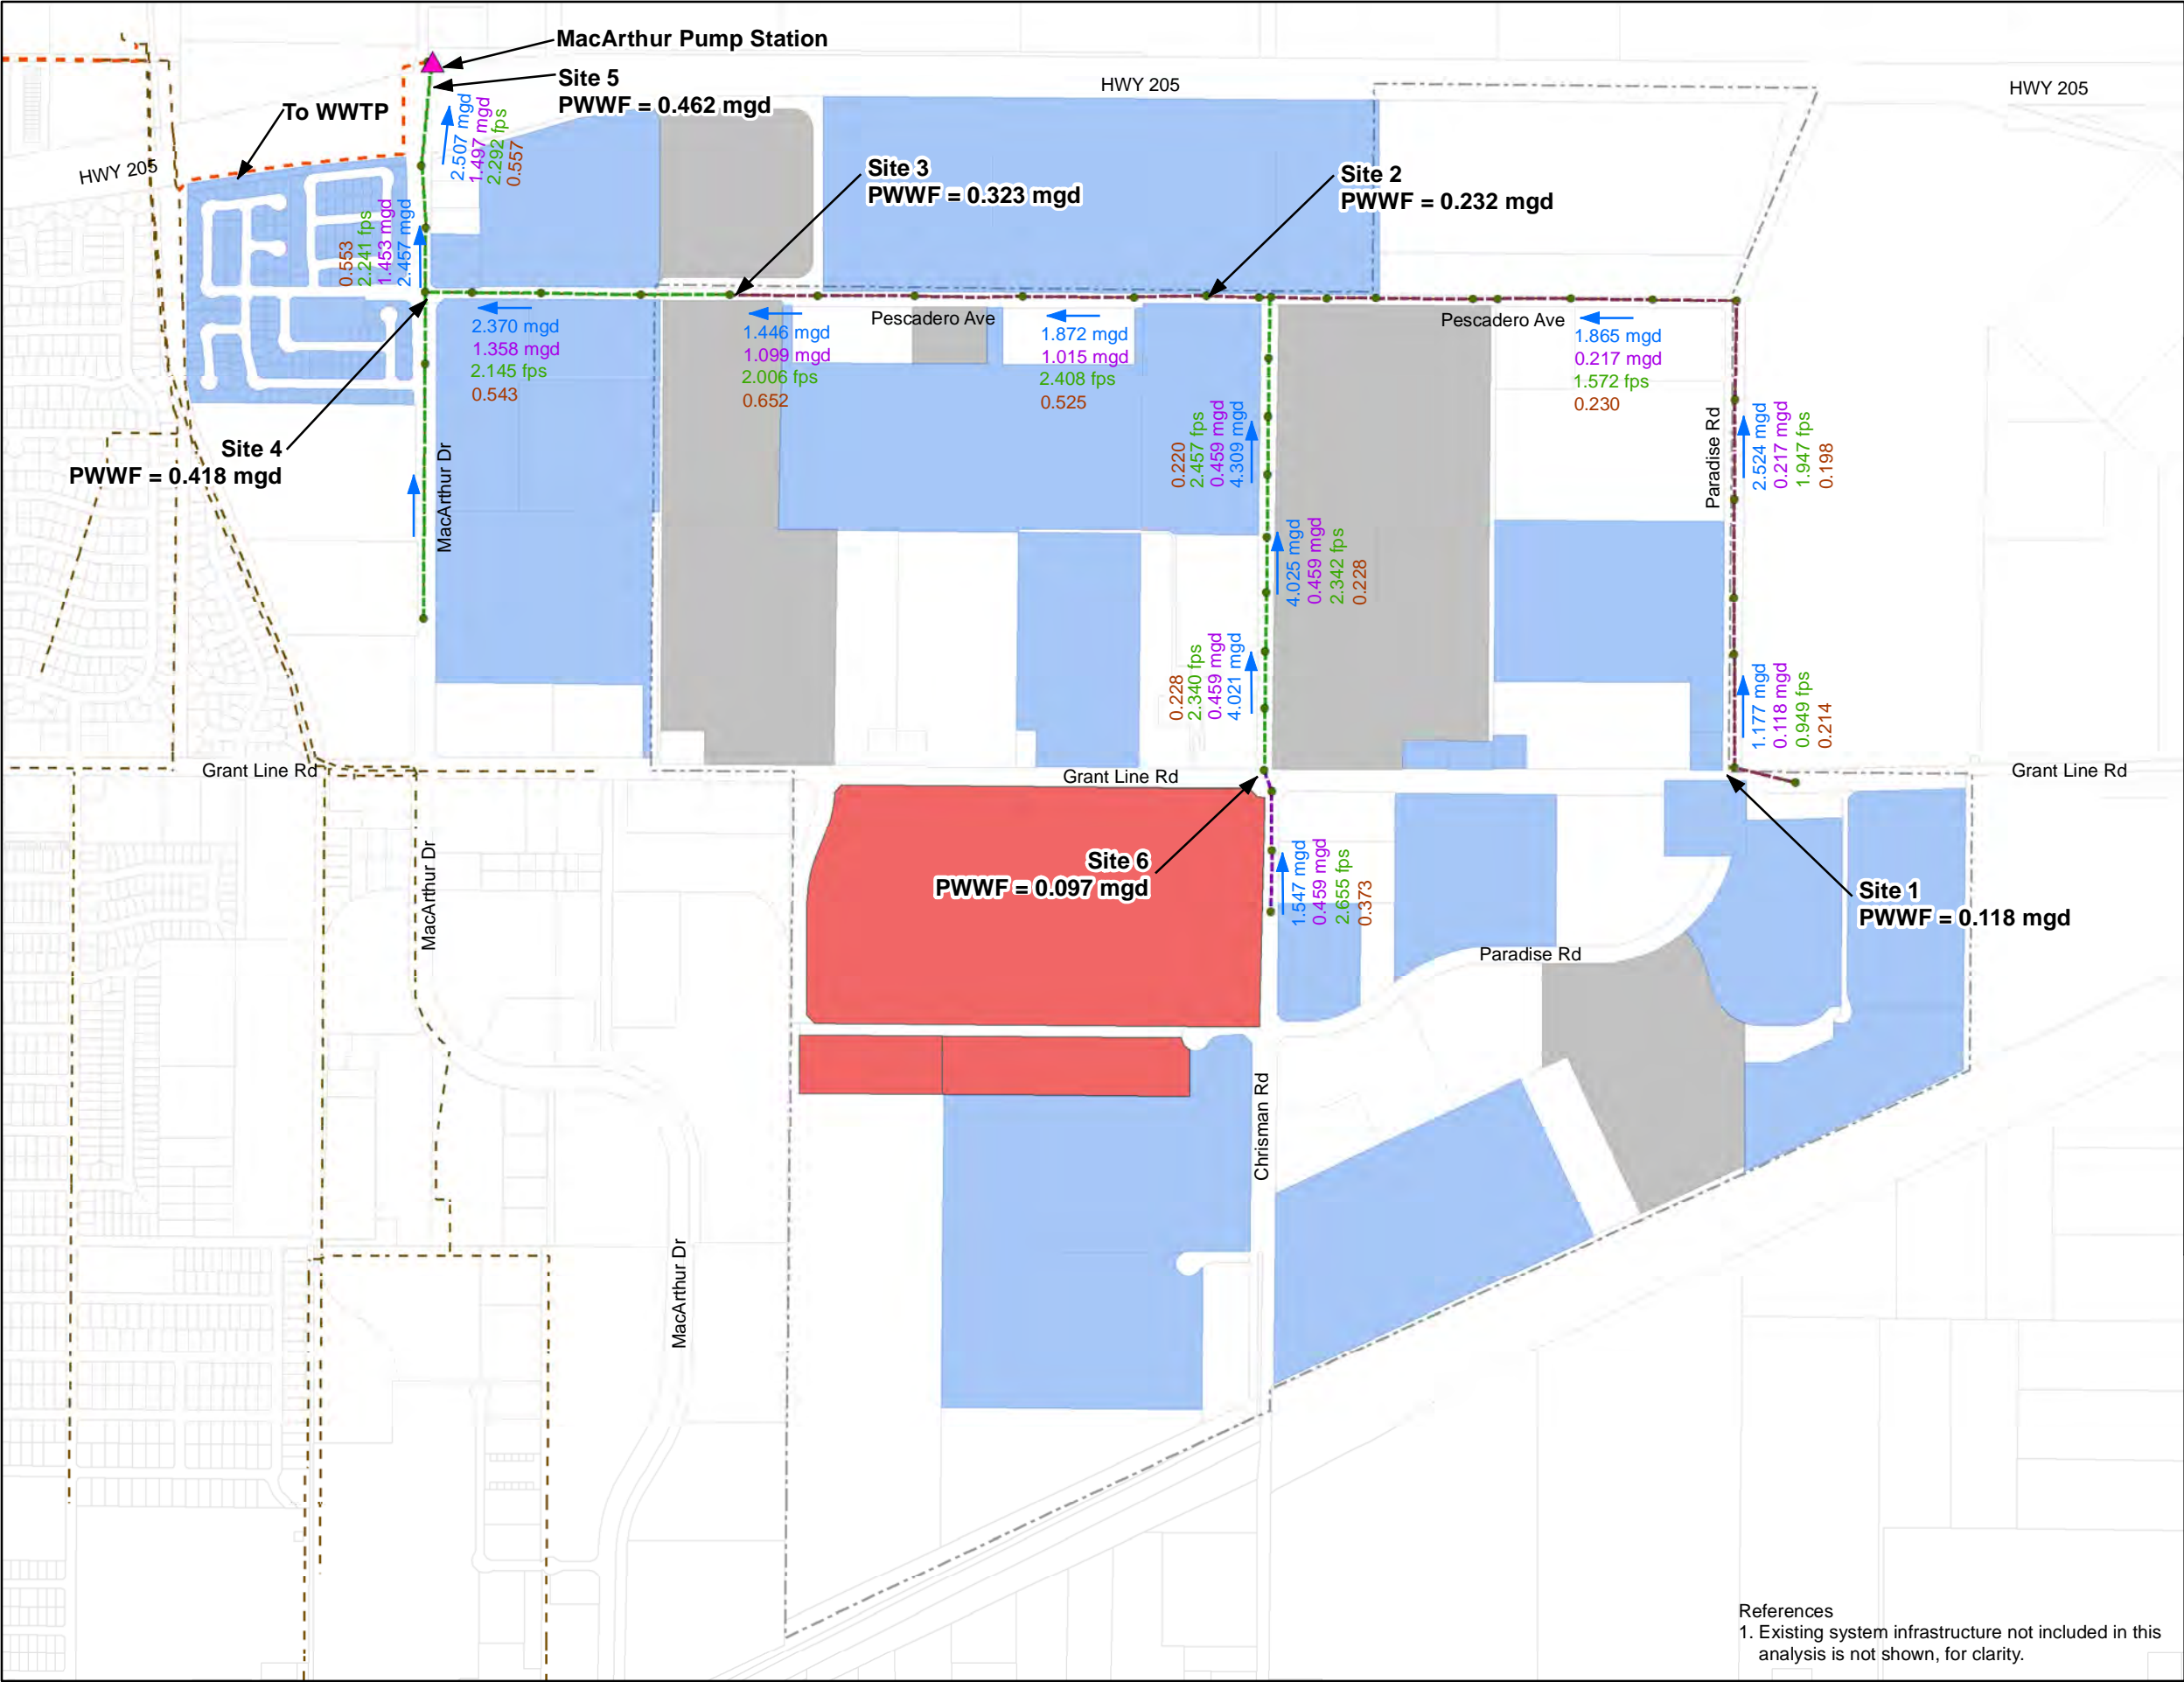 MacArthur Pump Station
Site 5
PWWF = 0.462 mgd
HWY 205
HWY 205
To WWTP
HWY 205
2.507 mgd
1.497 mgd
2.292 fps
0.557
Site 3
PWWF = 0.323 mgd
Site 2
PWWF = 0.232 mgd
0.553
2.241 fps
1.453 mgd
2.457 mgd
2.370 mgd
1.358 mgd
2.145 fps
0.543
1.446 mgd
1.099 mgd
2.006 fps
0.652
Pescadero Ave
1.872 mgd
1.015 mgd
2.408 fps
0.525
Pescadero Ave
1.865 mgd
0.217 mgd
1.572 fps
0.230
Site 4
PWWF = 0.418 mgd
MacArthur Dr
0.220
2.457 fps
0.459 mgd
4.309 mgd
Paradise Rd
2.524 mgd
0.217 mgd
1.947 fps
0.198
4.025 mgd
0.459 mgd
2.342 fps
0.228
0.228
2.340 fps
0.459 mgd
4.021 mgd
1.177 mgd
0.118 mgd
0.949 fps
0.214
Grant Line Rd
Grant Line Rd
Grant Line Rd
MacArthur Dr
Site 6
PWWF = 0.097 mgd
1.547 mgd
0.459 mgd
2.655 fps
0.373
Site 1
PWWF = 0.118 mgd
Paradise Rd
Chrisman Rd
MacArthur Dr
References
1. Existing system infrastructure not included in this
analysis is not shown, for clarity.